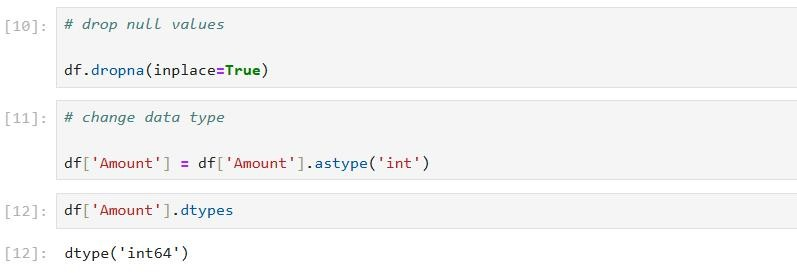 [10]: # drop null values
df.dropna(inplace=True)
[11]: # change data type
df['Amount'] = df['Amount'].astype('int')
[12]: df['Amount'].dtypes
[12]: dtype('int64')